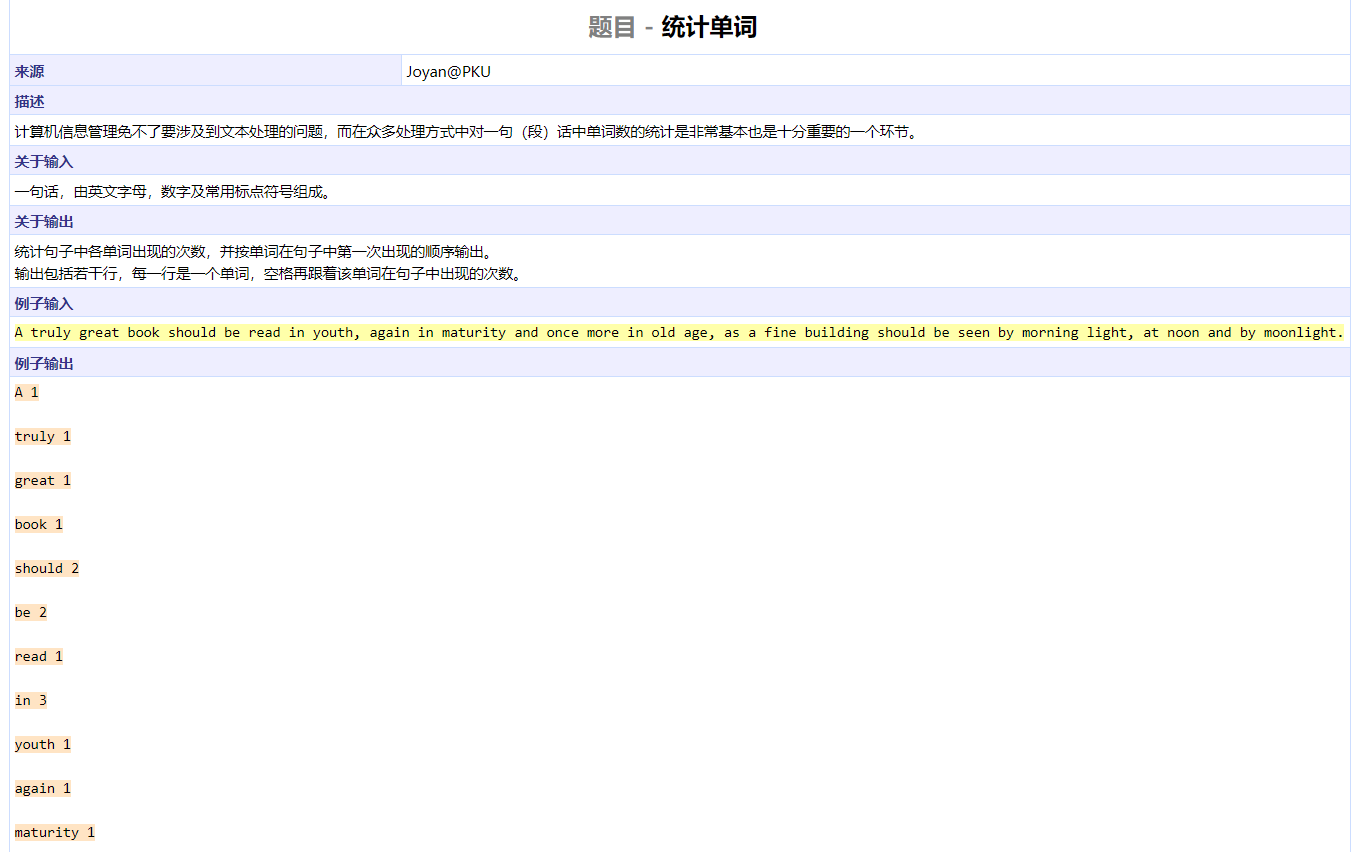 题目 - 统计单词
来源 Joyan@PKU
描述
计算机信息管理免不了要涉及到文本处理的问题，而在众多处理方式中对一句（段）话中单词数的统计是非常基本也是十分重要的一个环节。
关于输入
一句话，由英文字母，数字及常用标点符号组成。
关于输出
统计句子中各单词出现的次数，并按单词在句子中第一次出现的顺序输出。
输出包括若干行，每一行是一个单词，空格再跟着该单词在句子中出现的次数。
例子输入
A truly great book should be read in youth, again in maturity and once more in old age, as a fine building should be seen by morning light, at noon and by moonlight.
例子输出
A 1
truly 1
great 1
book 1
should 2
be 2
read 1
in 3
youth 1
again 1
maturity 1